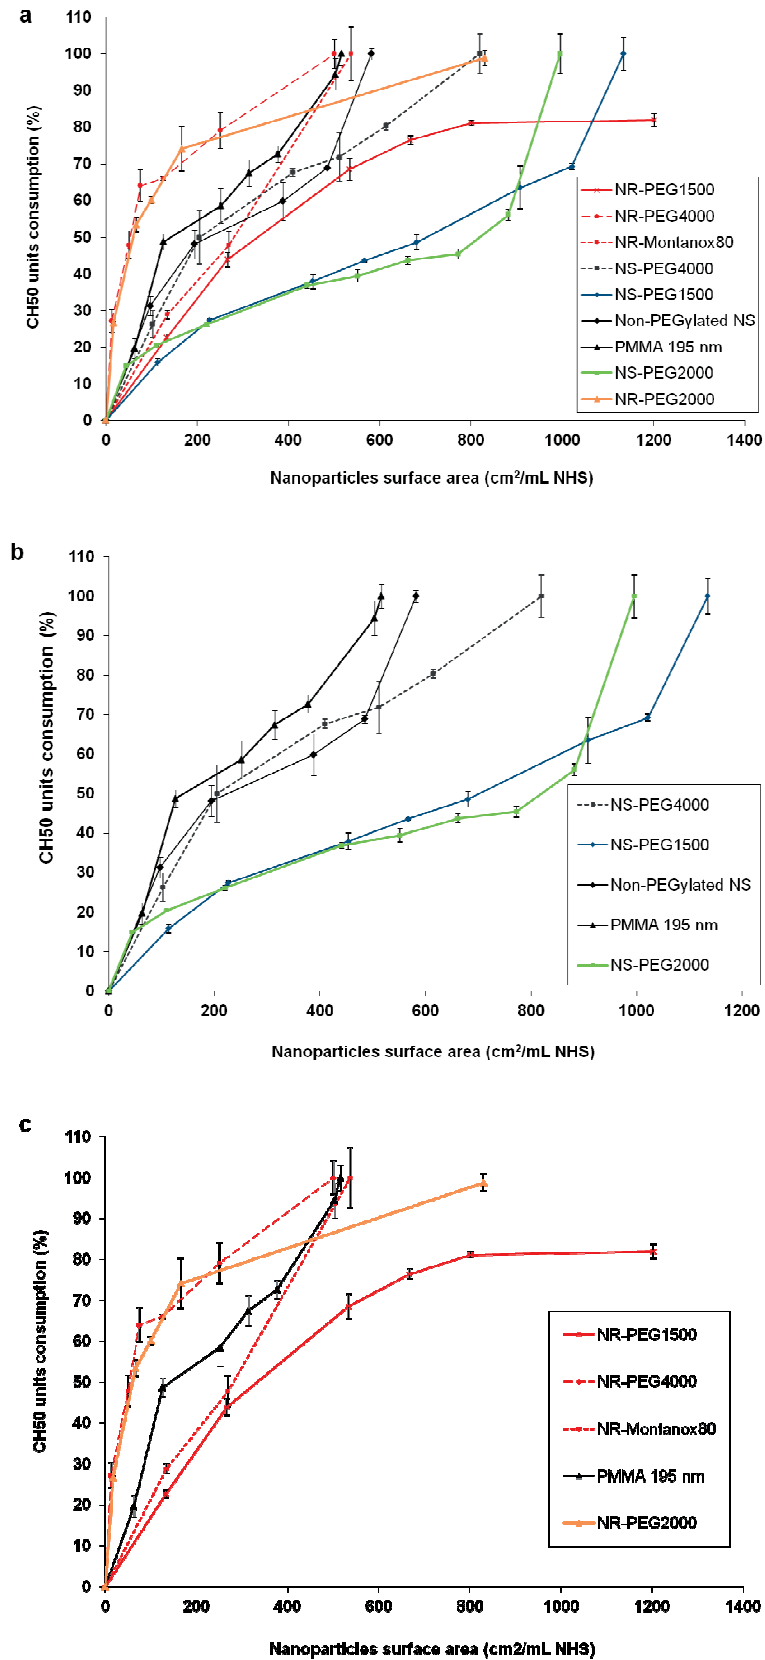 a
110
100
90
80
70
60
50
40
30
20
10
0
CH50 units consumption (%)
0 200 400 600 800 1000 1200 1400
Nanoparticles surface area (cm²/mL NHS)
NR-PEG1500
NR-PEG4000
NR-Montanox80
NS-PEG4000
NS-PEG1500
Non-PEGylated NS
PMMA 195 nm
NS-PEG2000
NR-PEG2000
b
110
100
90
80
70
60
50
40
30
20
10
0
CH50 units consumption (%)
0 200 400 600 800 1000 1200
Nanoparticles surface area (cm²/mL NHS)
NS-PEG4000
NS-PEG1500
Non-PEGylated NS
PMMA 195 nm
NS-PEG2000
c
110
100
90
80
70
60
50
40
30
20
10
0
CH50 units consumption (%)
0 200 400 600 800 1000 1200 1400
Nanoparticles surface area (cm2/mL NHS)
NR-PEG1500
NR-PEG4000
NR-Montanox80
PMMA 195 nm
NR-PEG2000